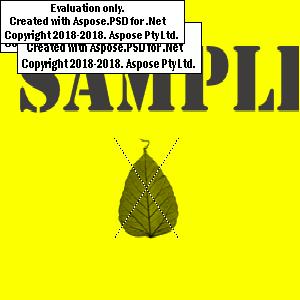 Evaluation only.
Created with Aspose.PSD for .Net
Copyright 2018-2018. Aspose Pty Ltd.
Created with Aspose.PSD for .Net
Copyright 2018-2018. Aspose Pty Ltd.
SAMPLE